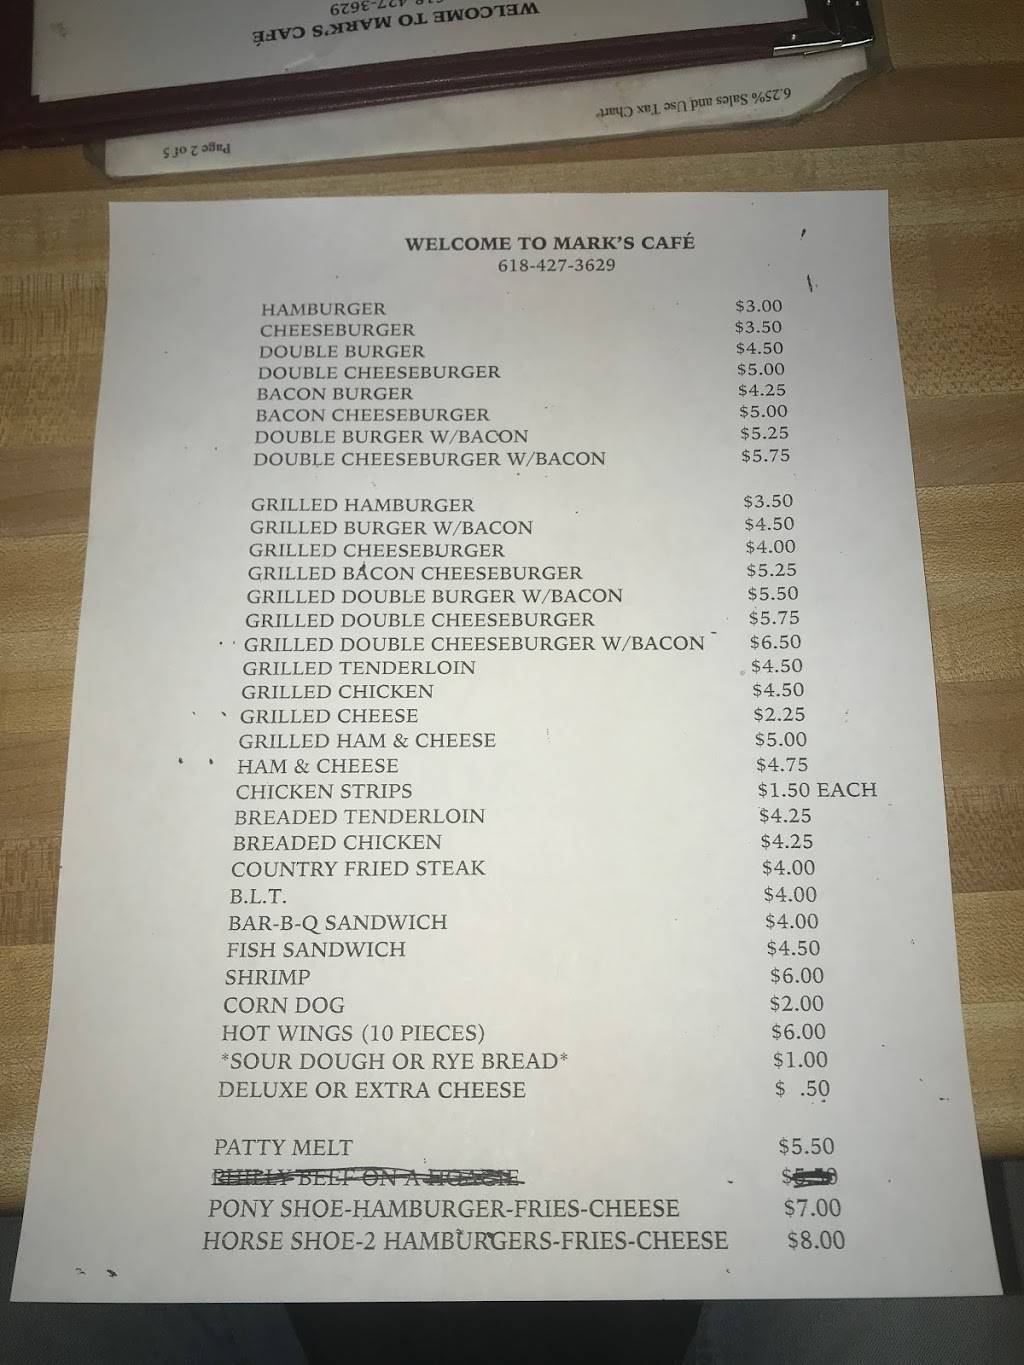 WELCOME TO MARK'S CAFÉ
6.25% Sales and Use Tax Chart
Page 2 of 5
WELCOME TO MARK'S CAFÉ
618-427-3629
HAMBURGER $3.00
CHEESEBURGER $3.50
DOUBLE BURGER $4.50
DOUBLE CHEESEBURGER $5.00
BACON BURGER $4.25
BACON CHEESEBURGER $5.00
DOUBLE BURGER W/BACON $5.25
DOUBLE CHEESEBURGER W/BACON $5.75
GRILLED HAMBURGER $3.50
GRILLED BURGER W/BACON $4.50
GRILLED CHEESEBURGER $4.00
GRILLED BACON CHEESEBURGER $5.25
GRILLED DOUBLE BURGER W/BACON $5.50
GRILLED DOUBLE CHEESEBURGER $5.75
GRILLED DOUBLE CHEESEBURGER W/BACON $6.50
GRILLED TENDERLOIN $4.50
GRILLED CHICKEN $4.50
GRILLED CHEESE $2.25
GRILLED HAM & CHEESE $5.00
HAM & CHEESE $4.75
CHICKEN STRIPS $1.50 EACH
BREADED TENDERLOIN $4.25
BREADED CHICKEN $4.25
COUNTRY FRIED STEAK $4.00
B.L.T. $4.00
BAR-B-Q SANDWICH $4.00
FISH SANDWICH $4.50
SHRIMP $6.00
CORN DOG $2.00
HOT WINGS (10 PIECES) $6.00
*SOUR DOUGH OR RYE BREAD* $1.00
DELUXE OR EXTRA CHEESE $ .50
PATTY MELT $5.50
PHILLY BEEF ON A HOAGIE
PONY SHOE-HAMBURGER-FRIES-CHEESE $7.00
HORSE SHOE-2 HAMBURGERS-FRIES-CHEESE $8.00